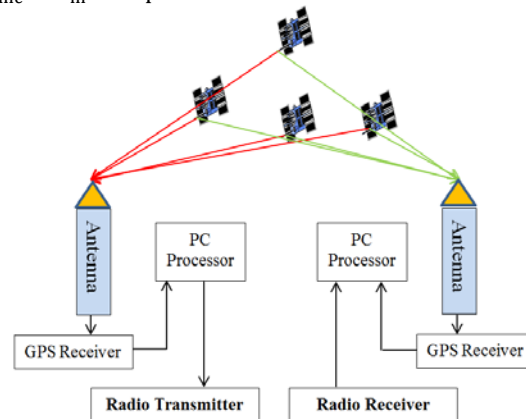 Antenna
PC
Processor
PC
Processor
Antenna
GPS Receiver
GPS Receiver
Radio Transmitter
Radio Receiver